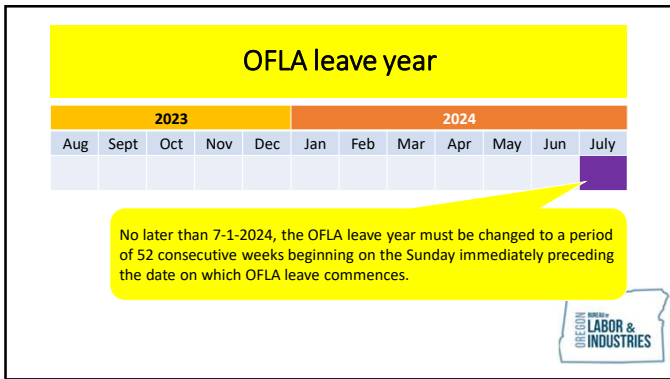 OFLA leave year
2023 2024
Aug Sept Oct Nov Dec Jan Feb Mar Apr May Jun July
No later than 7-1-2024, the OFLA leave year must be changed to a period
of 52 consecutive weeks beginning on the Sunday immediately preceding
the date on which OFLA leave commences.
OREGON
BUREAU OF
LABOR &
INDUSTRIES